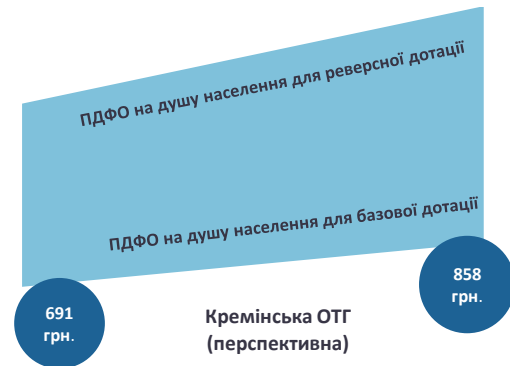 ПДФО на душу населення для реверсної дотації
ПДФО на душу населення для базової дотації
691
грн.
858
грн.
Кремінська ОТГ
(перспективна)